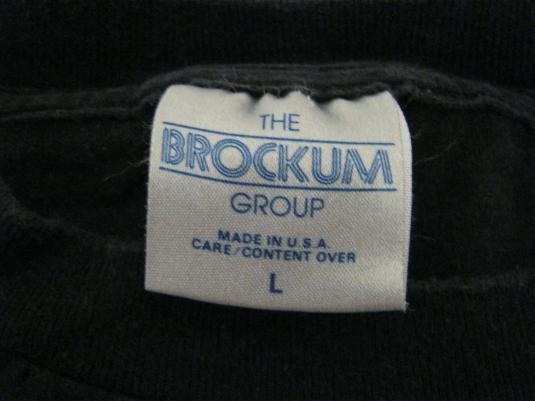 THE
BROCKUM
GROUP
MADE IN U.S.A.
CARE/CONTENT OVER
L